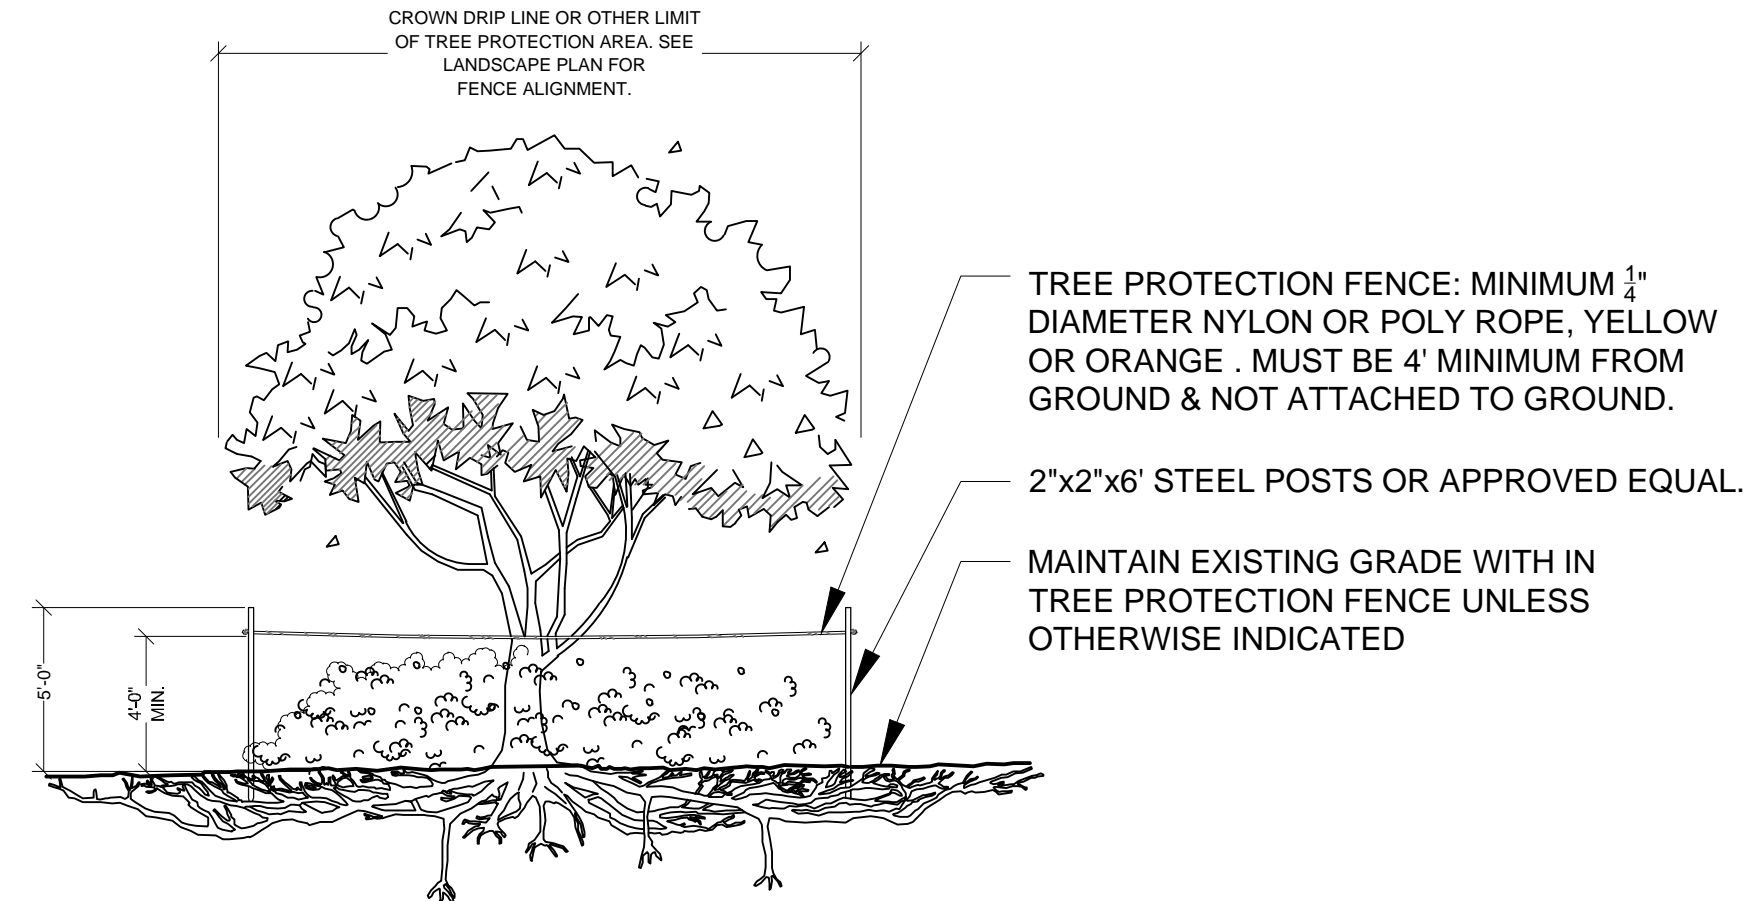 CROWN DRIP LINE OR OTHER LIMIT
OF TREE PROTECTION AREA. SEE
LANDSCAPE PLAN FOR
FENCE ALIGNMENT.
TREE PROTECTION FENCE: MINIMUM 1/4"
DIAMETER NYLON OR POLY ROPE, YELLOW
OR ORANGE . MUST BE 4' MINIMUM FROM
GROUND & NOT ATTACHED TO GROUND.
2"x2"x6' STEEL POSTS OR APPROVED EQUAL.
MAINTAIN EXISTING GRADE WITH IN
TREE PROTECTION FENCE UNLESS
OTHERWISE INDICATED
5'-0"
4'-0"
MIN.